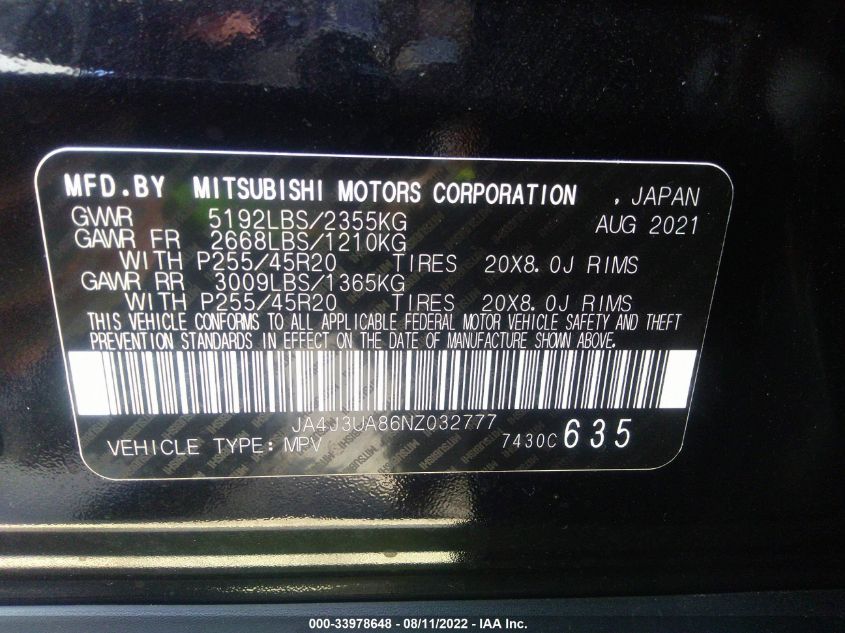 MFD.BY MITSUBISHI MOTORS CORPORATION , JAPAN
GVWR 5192LBS/2355KG AUG 2021
GAWR FR 2668LBS/1210KG
WITH P255/45R20 TIRES 20X8.0J RIMS
GAWR RR 3009LBS/1365KG
WITH P255/45R20 TIRES 20X8.0J RIMS
THIS VEHICLE CONFORMS TO ALL APPLICABLE FEDERAL MOTOR VEHICLE SAFETY AND THEFT
PREVENTION STANDARDS IN EFFECT ON THE DATE OF MANUFACTURE SHOWN ABOVE.
JA4J3UA86NZ032777
VEHICLE TYPE: MPV 7430C 635
000-33978648 - 08/11/2022 - IAA Inc.